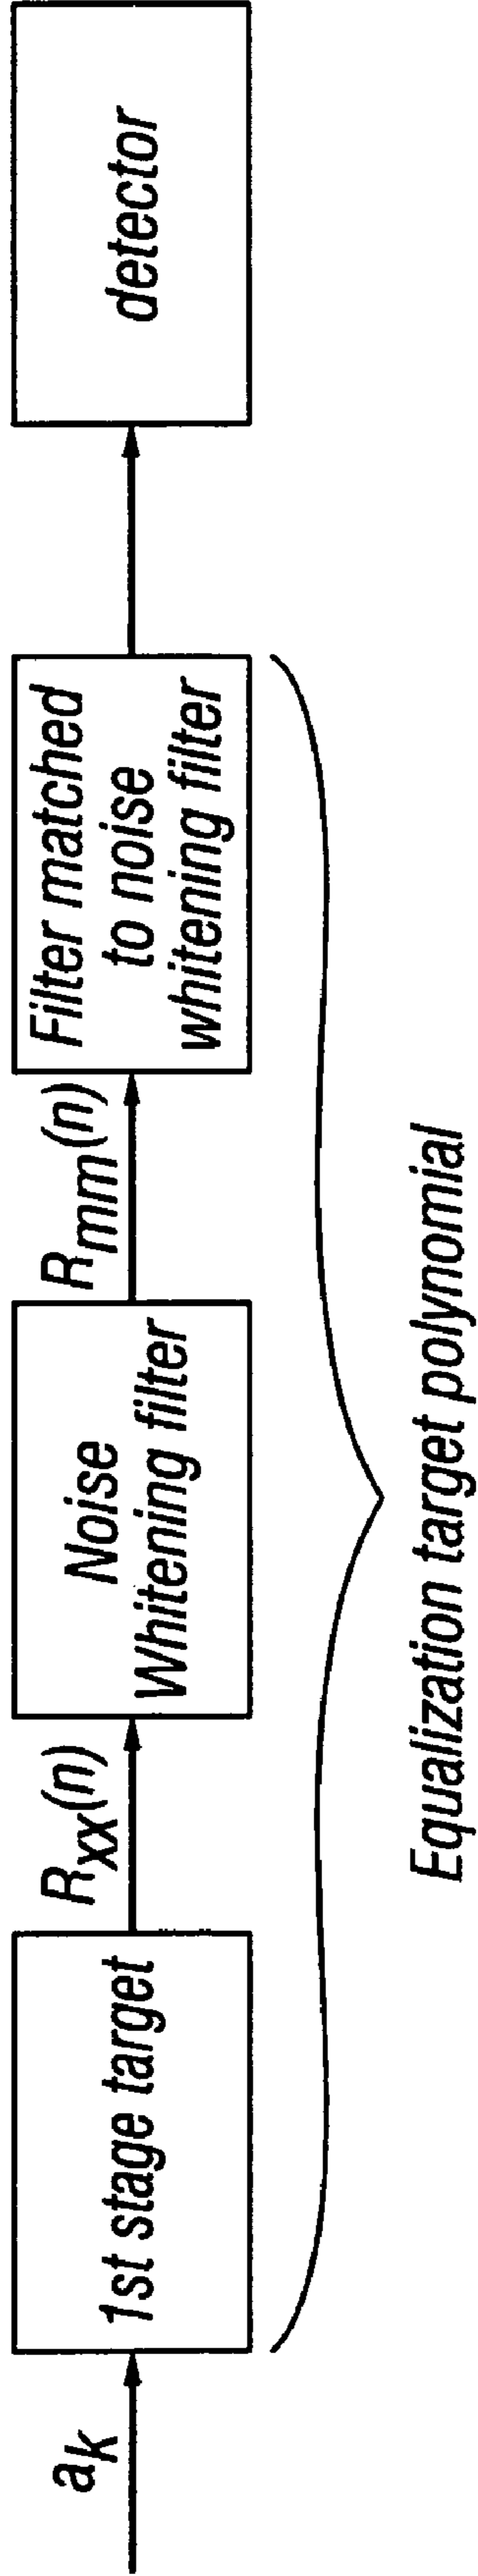 a_k
1st stage target
R_xx(n)
Noise
Whitening filter
R_mm(n)
Filter matched
to noise
whitening filter
detector
Equalization target polynomial